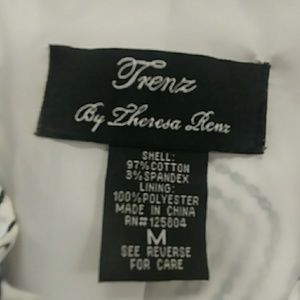 Trenz
By Theresa Renz
SHELL:
97%COTTON
3%SPANDEX
LINING:
100%POLYESTER
MADE IN CHINA
RN#125804
M
SEE REVERSE
FOR CARE